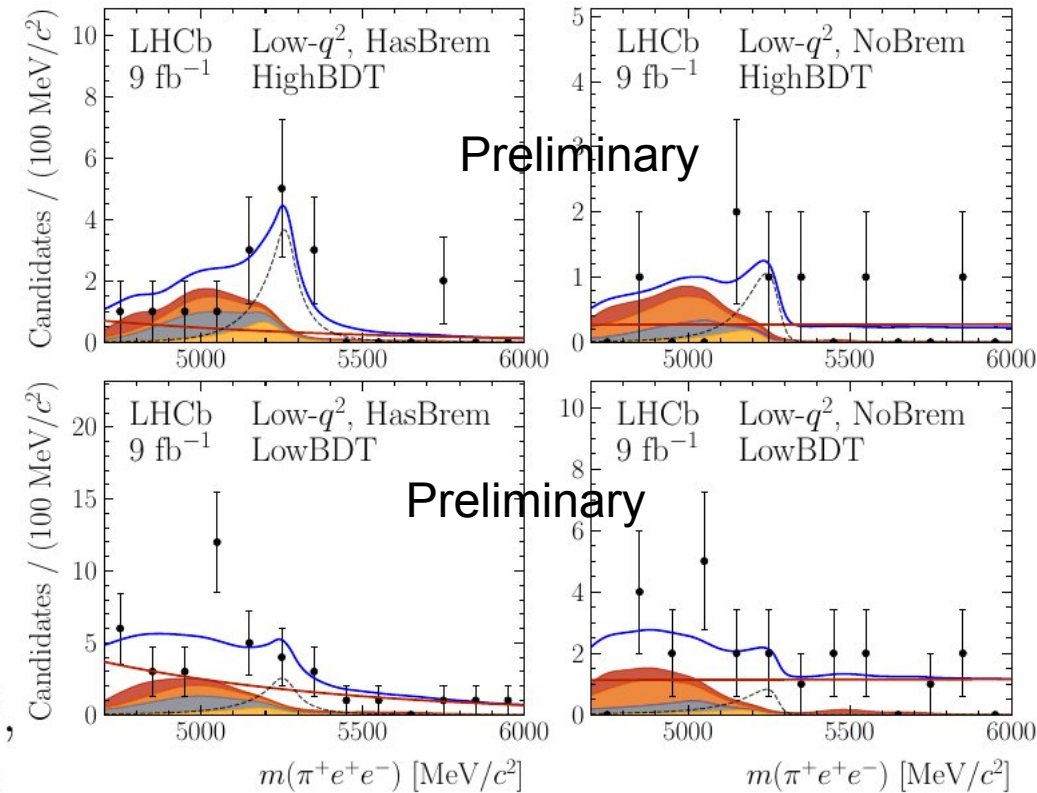 LHCb Low-q², HasBrem
9 fb⁻¹ HighBDT
LHCb Low-q², NoBrem
9 fb⁻¹ HighBDT
Preliminary
Candidates / (100 MeV/c²)
10
8
6
4
2
0
5000 5500 6000
5
4
3
2
1
0
5000 5500 6000
LHCb Low-q², HasBrem
9 fb⁻¹ LowBDT
LHCb Low-q², NoBrem
9 fb⁻¹ LowBDT
Preliminary
Candidates / (100 MeV/c²)
20
15
10
5
0
5000 5500 6000
m(π⁺e⁺e⁻) [MeV/c²]
10
8
6
4
2
0
5000 5500 6000
m(π⁺e⁺e⁻) [MeV/c²]
,